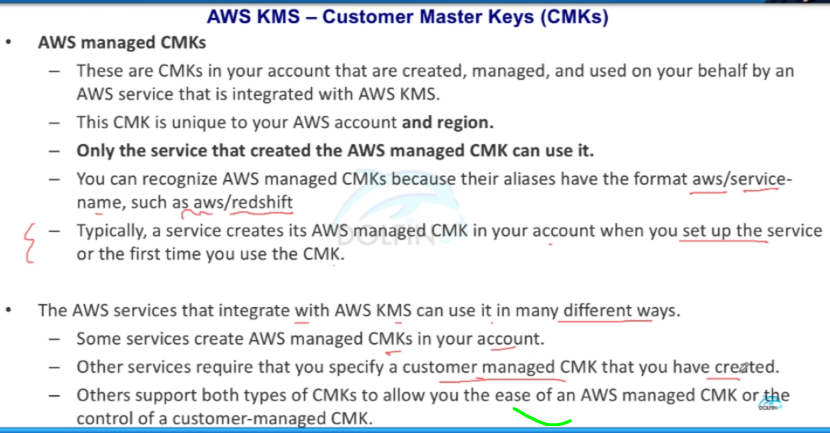 AWS KMS – Customer Master Keys (CMKs)
• AWS managed CMKs
– These are CMKs in your account that are created, managed, and used on your behalf by an
AWS service that is integrated with AWS KMS.
– This CMK is unique to your AWS account and region.
– Only the service that created the AWS managed CMK can use it.
– You can recognize AWS managed CMKs because their aliases have the format aws/service-
name, such as aws/redshift
– Typically, a service creates its AWS managed CMK in your account when you set up the service
or the first time you use the CMK.
• The AWS services that integrate with AWS KMS can use it in many different ways.
– Some services create AWS managed CMKs in your account.
– Other services require that you specify a customer managed CMK that you have created.
– Others support both types of CMKs to allow you the ease of an AWS managed CMK or the
control of a customer-managed CMK.